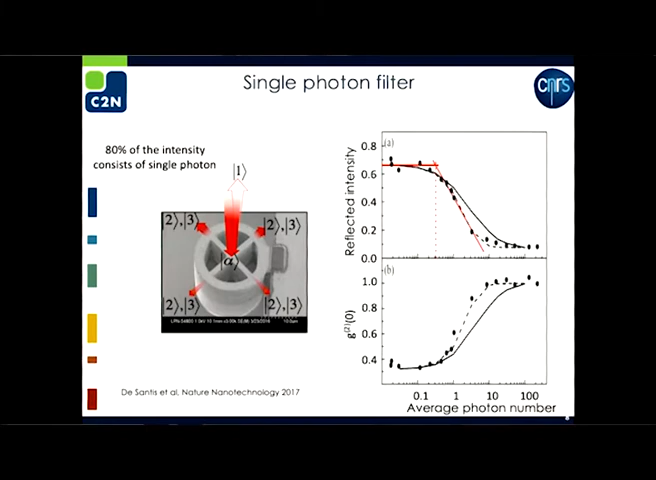 C2N
Single photon filter
cnrs
80% of the intensity
consists of single photon
|1⟩
|2⟩,|3⟩
|2⟩,|3⟩
|α⟩
|2⟩,|3⟩
|2⟩,|3⟩
De Santis et al, Nature Nanotechnology 2017
(a)
Reflected intensity
0.8
0.6
0.4
0.2
0.0
(b)
g(2)(0)
1.0
0.8
0.6
0.4
0.1 1 10 100
Average photon number